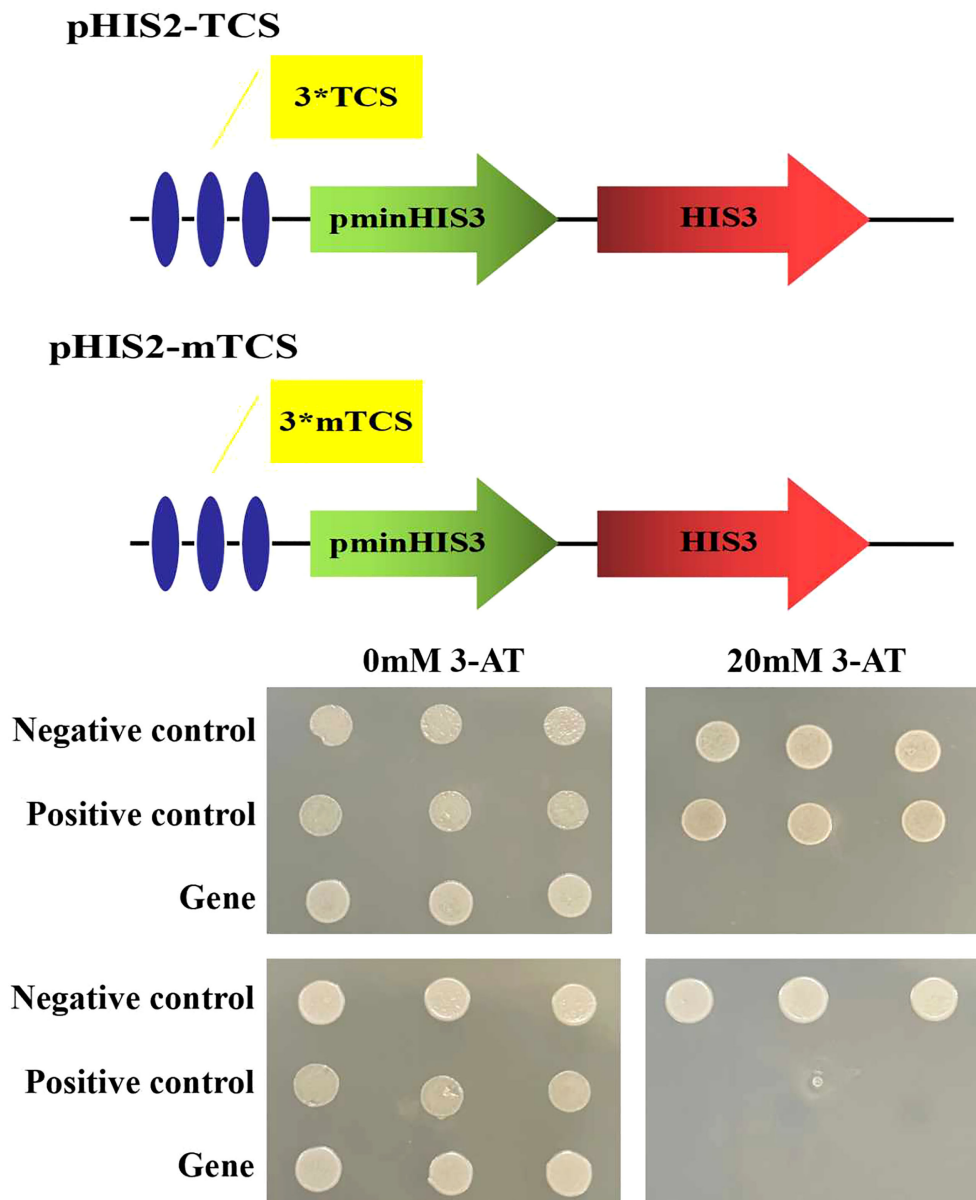 pHIS2-TCS
3*TCS
pminHIS3
HIS3
pHIS2-mTCS
3*mTCS
pminHIS3
HIS3
0mM 3-AT
20mM 3-AT
Negative control
Positive control
Gene
Negative control
Positive control
Gene